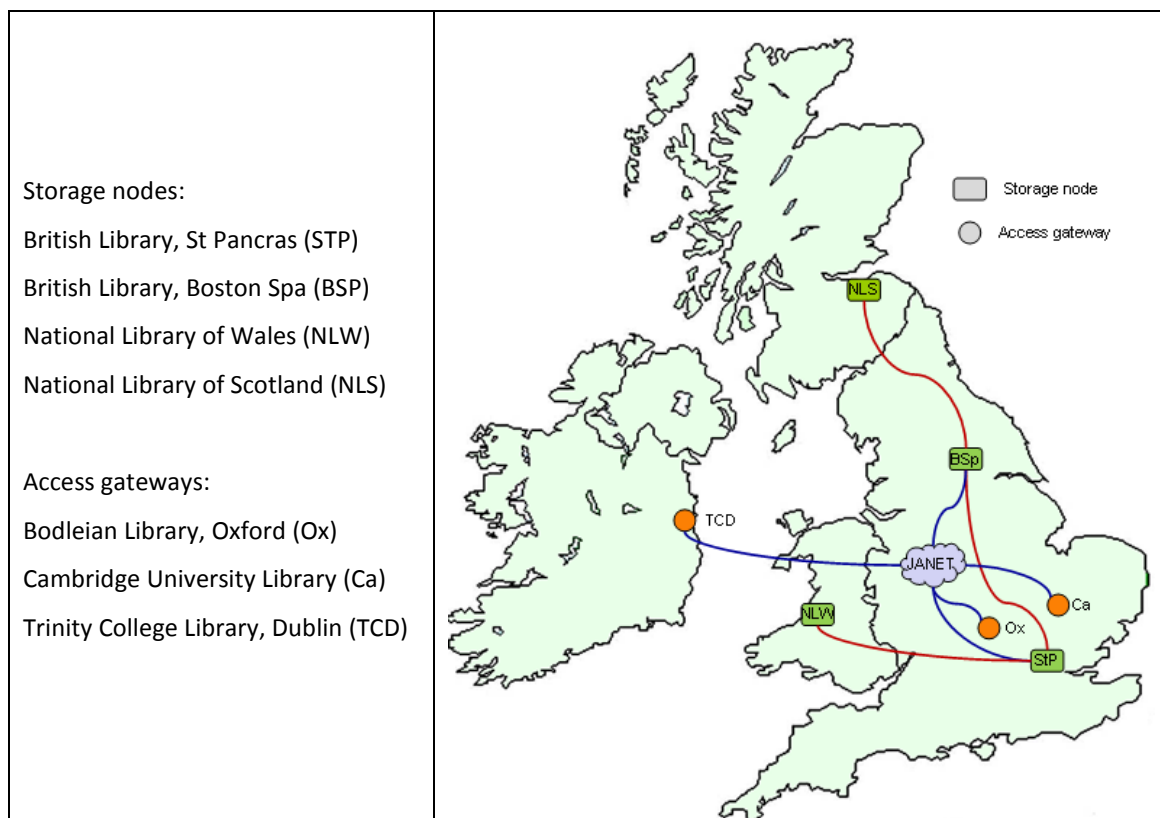 Storage nodes:
British Library, St Pancras (STP)
British Library, Boston Spa (BSP)
National Library of Wales (NLW)
National Library of Scotland (NLS)
Access gateways:
Bodleian Library, Oxford (Ox)
Cambridge University Library (Ca)
Trinity College Library, Dublin (TCD)
Storage node
Access gateway
NLS
BSp
TCD
JANET
Ca
NLW
Ox
StP